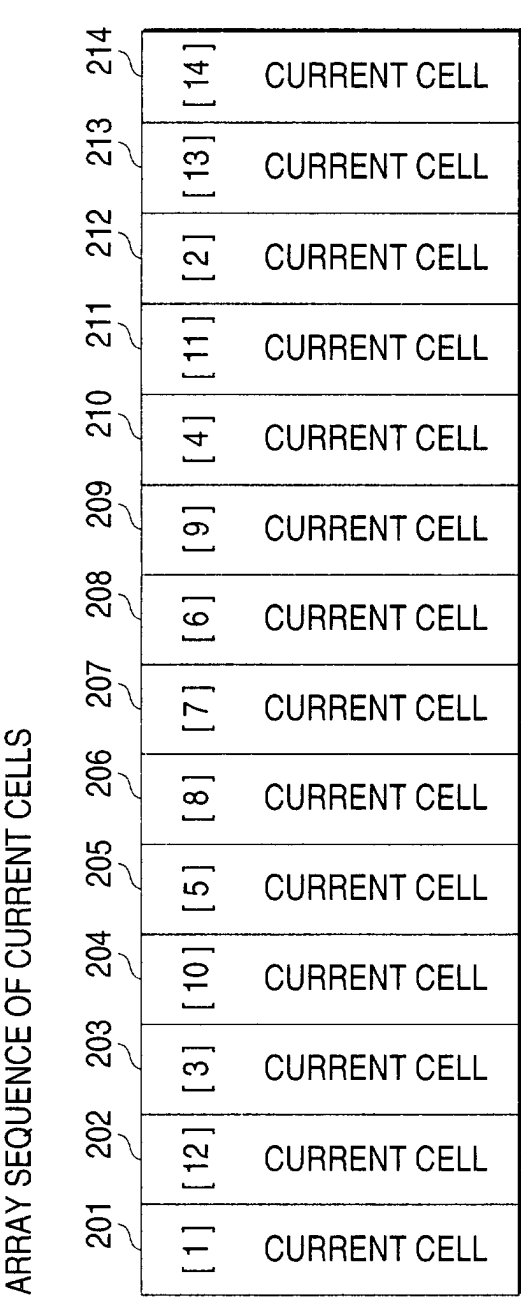 ARRAY SEQUENCE OF CURRENT CELLS
214 [14] CURRENT CELL
213 [13] CURRENT CELL
212 [2] CURRENT CELL
211 [11] CURRENT CELL
210 [4] CURRENT CELL
209 [9] CURRENT CELL
208 [6] CURRENT CELL
207 [7] CURRENT CELL
206 [8] CURRENT CELL
205 [5] CURRENT CELL
204 [10] CURRENT CELL
203 [3] CURRENT CELL
202 [12] CURRENT CELL
201 [1] CURRENT CELL